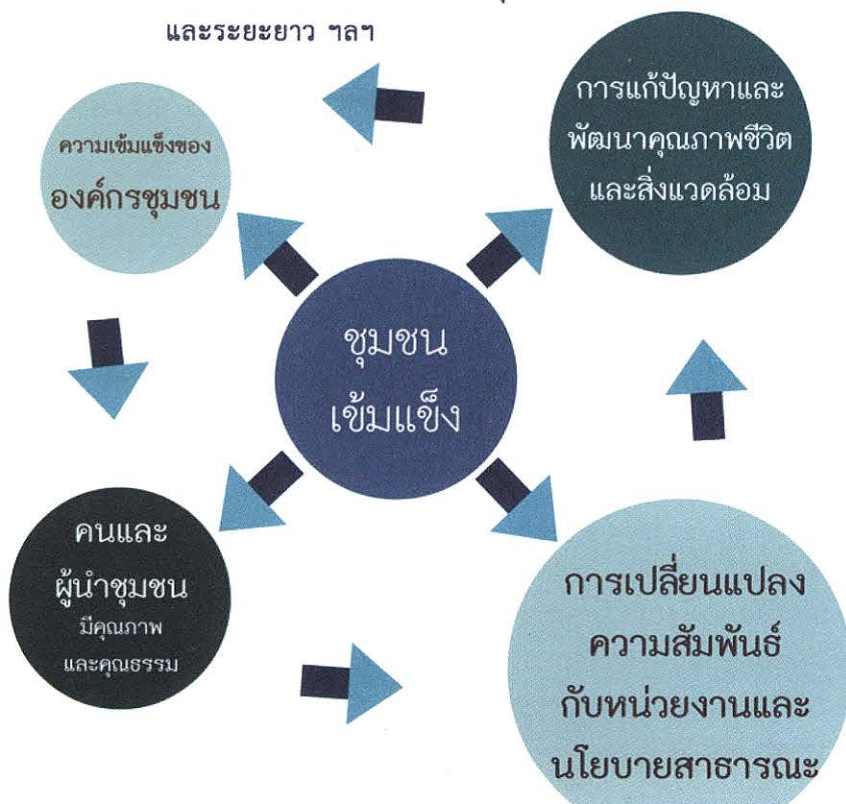 และระยะยาว ฯลฯ
ความเข้มแข็งของ
องค์กรชุมชน
การแก้ปัญหาและ
พัฒนาคุณภาพชีวิต
และสิ่งแวดล้อม
ชุมชน
เข้มแข็ง
คนและ
ผู้นำชุมชน
มีคุณภาพ
และคุณธรรม
การเปลี่ยนแปลง
ความสัมพันธ์
กับหน่วยงานและ
นโยบายสาธารณะ